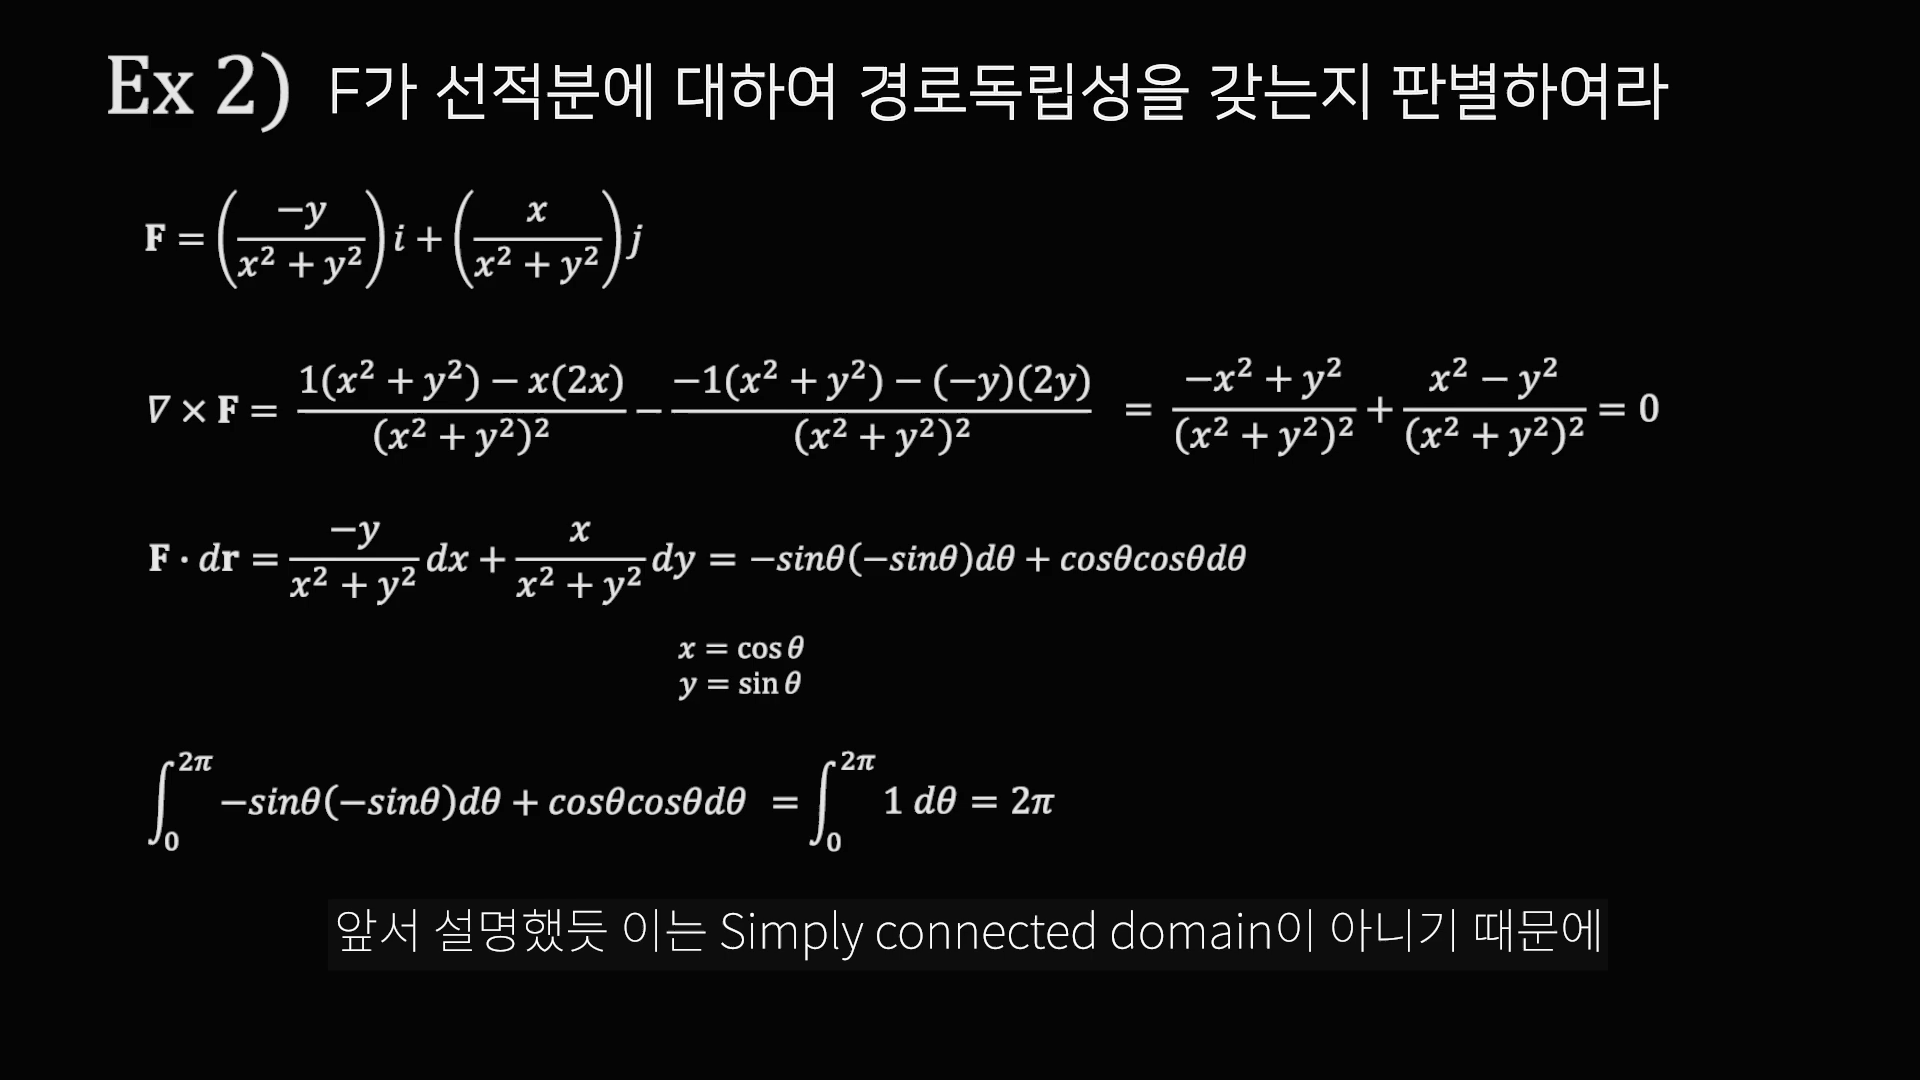 Ex 2) F가 선적분에 대하여 경로독립성을 갖는지 판별하여라
F = (−y / x² + y²) i + (x / x² + y²) j
∇ × F = 1(x² + y²) − x(2x) / (x² + y²)² − −1(x² + y²) − (−y)(2y) / (x² + y²)² = −x² + y² / (x² + y²)² + x² − y² / (x² + y²)² = 0
F · dr = −y / x² + y² dx + x / x² + y² dy = −sinθ(−sinθ)dθ + cosθcosθdθ
x = cos θ
y = sin θ
∫₀^2π −sinθ(−sinθ)dθ + cosθcosθdθ = ∫₀^2π 1 dθ = 2π
앞서 설명했듯 이는 Simply connected domain이 아니기 때문에